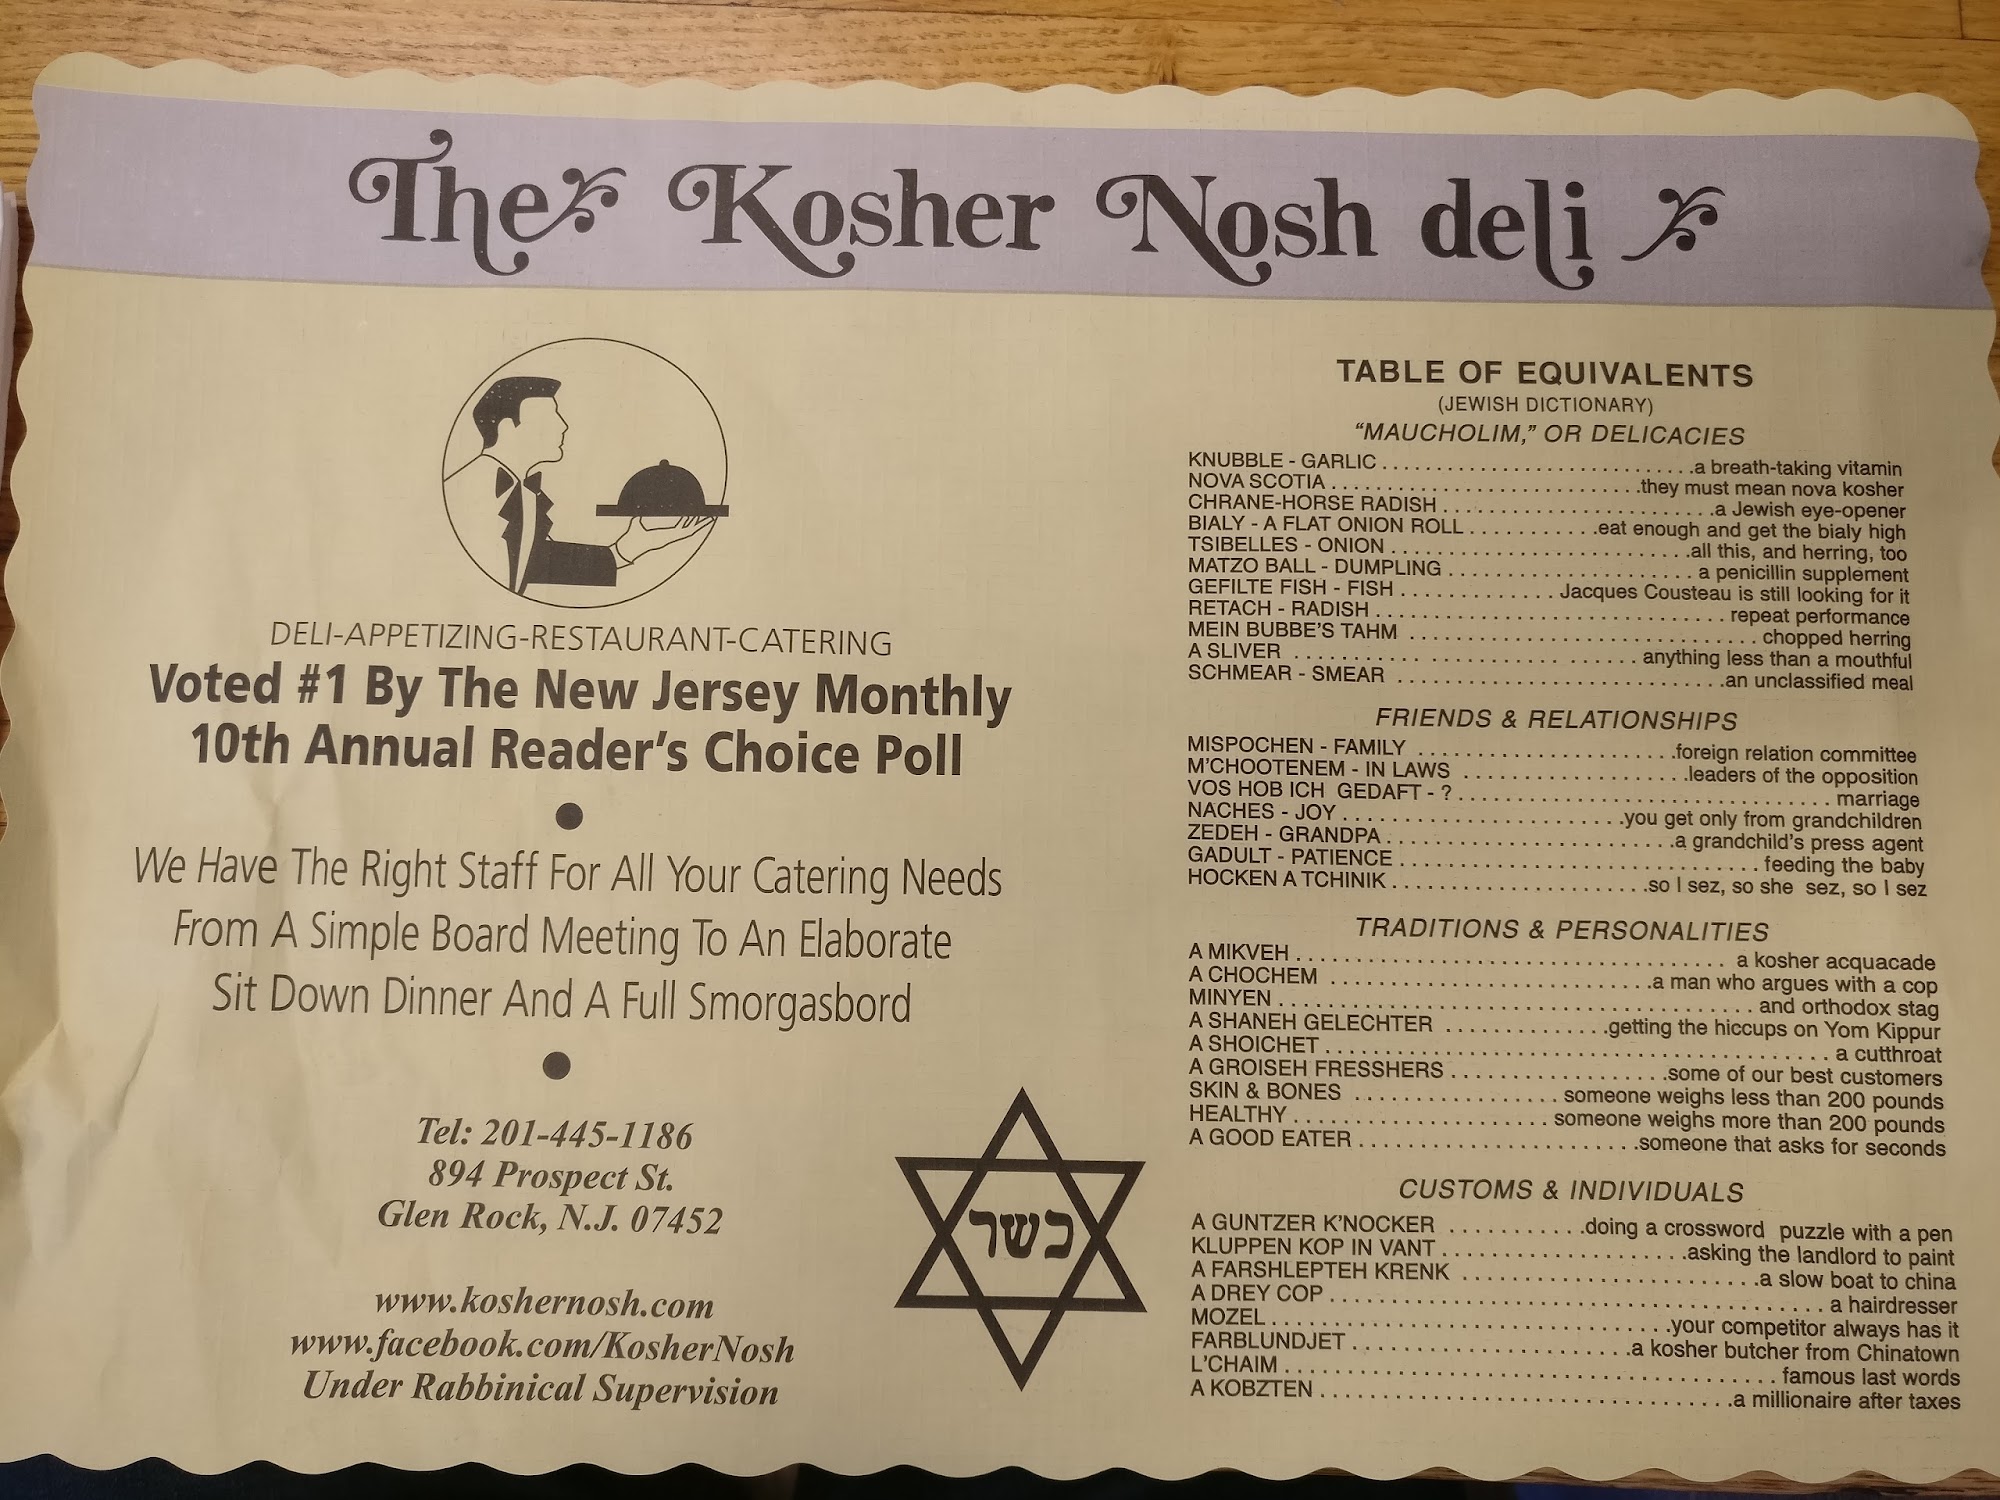 The Kosher Nosh deli
DELI-APPETIZING-RESTAURANT-CATERING
Voted #1 By The New Jersey Monthly
10th Annual Reader's Choice Poll
We Have The Right Staff For All Your Catering Needs
From A Simple Board Meeting To An Elaborate
Sit Down Dinner And A Full Smorgasbord
Tel: 201-445-1186
894 Prospect St.
Glen Rock, N.J. 07452
www.koshernosh.com
www.facebook.com/KosherNosh
Under Rabbinical Supervision
כשר
TABLE OF EQUIVALENTS
(JEWISH DICTIONARY)
"MAUCHOLIM," OR DELICACIES
KNUBBLE - GARLIC ... a breath-taking vitamin
NOVA SCOTIA ... they must mean nova kosher
CHRANE-HORSE RADISH ... a Jewish eye-opener
BIALY - A FLAT ONION ROLL ... eat enough and get the bialy high
TSIBELLES - ONION ... all this, and herring, too
MATZO BALL - DUMPLING ... a penicillin supplement
GEFILTE FISH - FISH ... Jacques Cousteau is still looking for it
RETACH - RADISH ... repeat performance
MEIN BUBBE'S TAHM ... chopped herring
A SLIVER ... anything less than a mouthful
SCHMEAR - SMEAR ... an unclassified meal
FRIENDS & RELATIONSHIPS
MISPOCHEN - FAMILY ... foreign relation committee
M'CHOOTENEM - IN LAWS ... leaders of the opposition
VOS HOB ICH GEDAFT - ? ... marriage
NACHES - JOY ... you get only from grandchildren
ZEDEH - GRANDPA ... a grandchild's press agent
GADULT - PATIENCE ... feeding the baby
HOCKEN A TCHINIK ... so I sez, so she sez, so I sez
TRADITIONS & PERSONALITIES
A MIKVEH ... a kosher acquacade
A CHOCHEM ... a man who argues with a cop
MINYEN ... and orthodox stag
A SHANEH GELECHTER ... getting the hiccups on Yom Kippur
A SHOICHET ... a cutthroat
A GROISEH FRESSHERS ... some of our best customers
SKIN & BONES ... someone weighs less than 200 pounds
HEALTHY ... someone weighs more than 200 pounds
A GOOD EATER ... someone that asks for seconds
CUSTOMS & INDIVIDUALS
A GUNTZER K'NOCKER ... doing a crossword puzzle with a pen
KLUPPEN KOP IN VANT ... asking the landlord to paint
A FARSHLEPTEH KRENK ... a slow boat to china
A DREY COP ... a hairdresser
MOZEL ... your competitor always has it
FARBLUNDJET ... a kosher butcher from Chinatown
L'CHAIM ... famous last words
A KOBZTEN ... a millionaire after taxes